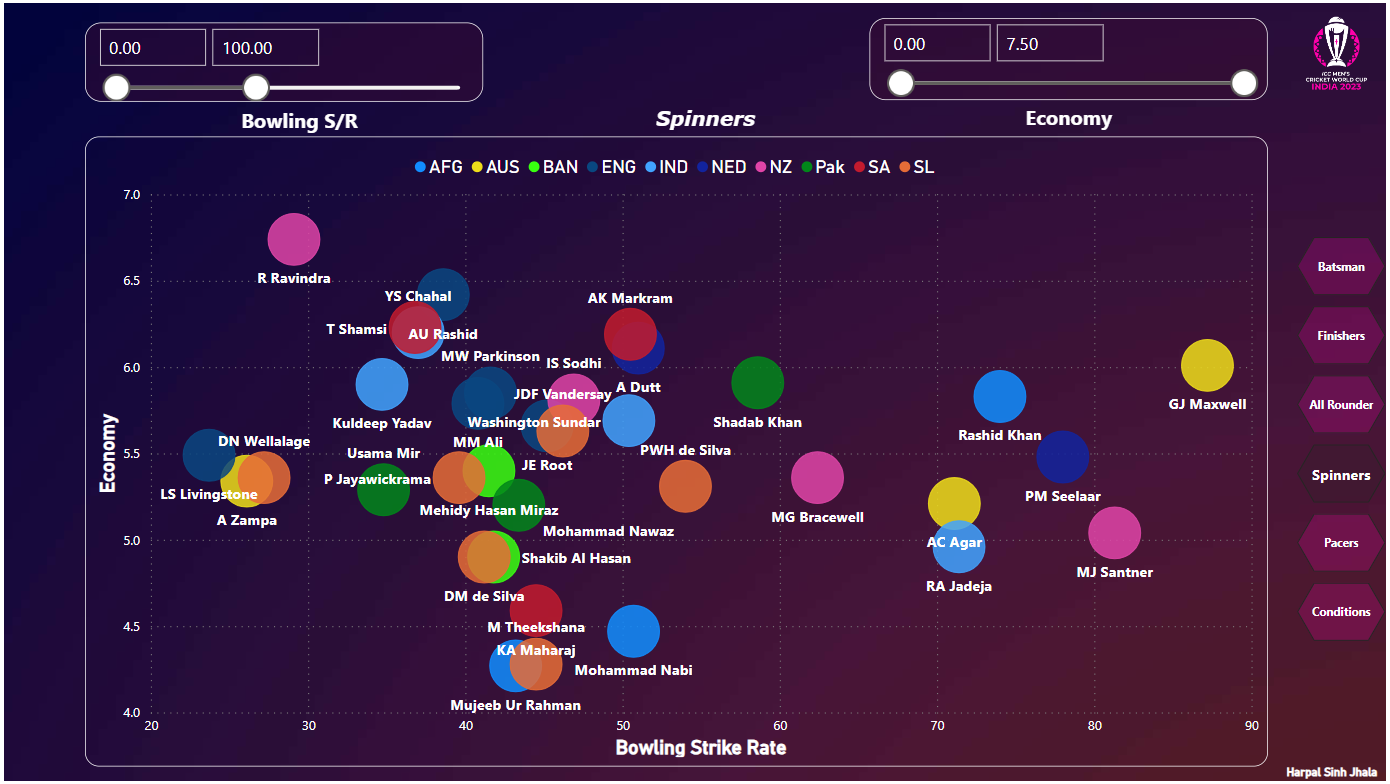 0.00
100.00
Bowling S/R
Spinners
0.00
7.50
Economy
ICC MEN'S
CRICKET WORLD CUP
INDIA 2023
AFG AUS BAN ENG IND NED NZ Pak SA SL
7.0
6.5
6.0
5.5
5.0
4.5
4.0
Economy
R Ravindra
YS Chahal
AK Markram
T Shamsi
AU Rashid
MW Parkinson
IS Sodhi
A Dutt
JDF Vandersay
Kuldeep Yadav
Washington Sundar
Shadab Khan
GJ Maxwell
Rashid Khan
DN Wellalage
MM Ali
Usama Mir
PWH de Silva
JE Root
P Jayawickrama
LS Livingstone
PM Seelaar
Mehidy Hasan Miraz
A Zampa
MG Bracewell
Mohammad Nawaz
AC Agar
Shakib Al Hasan
MJ Santner
RA Jadeja
DM de Silva
M Theekshana
KA Maharaj
Mohammad Nabi
Mujeeb Ur Rahman
20 30 40 50 60 70 80 90
Bowling Strike Rate
Batsman
Finishers
All Rounder
Spinners
Pacers
Conditions
Harpal Sinh Jhala